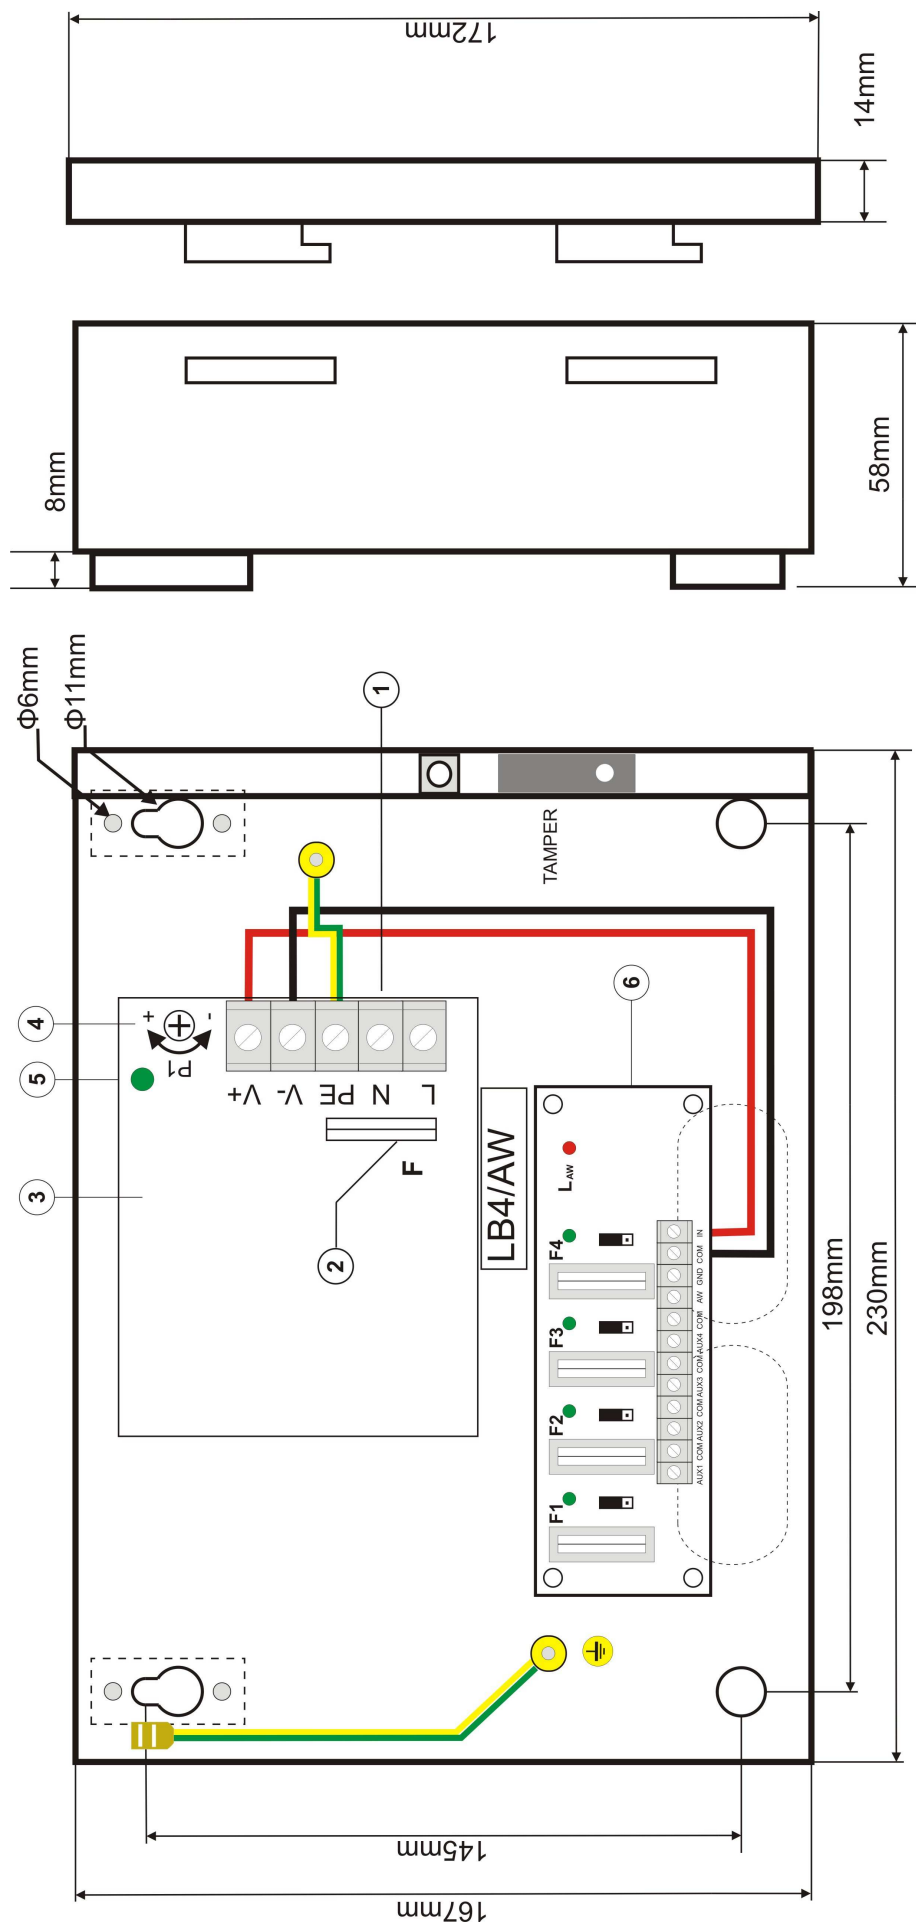 172mm
14mm
8mm
58mm
Φ6mm
Φ11mm
1
TAMPER
4
5
3
2
6
+
-
P1
V+
V-
PE
N
L
F
LB4/AW
LAW
F1
F2
F3
F4
AUX1 COM AUX2 COM AUX3 COM AUX4 COM AW GND COM IN
198mm
230mm
145mm
167mm